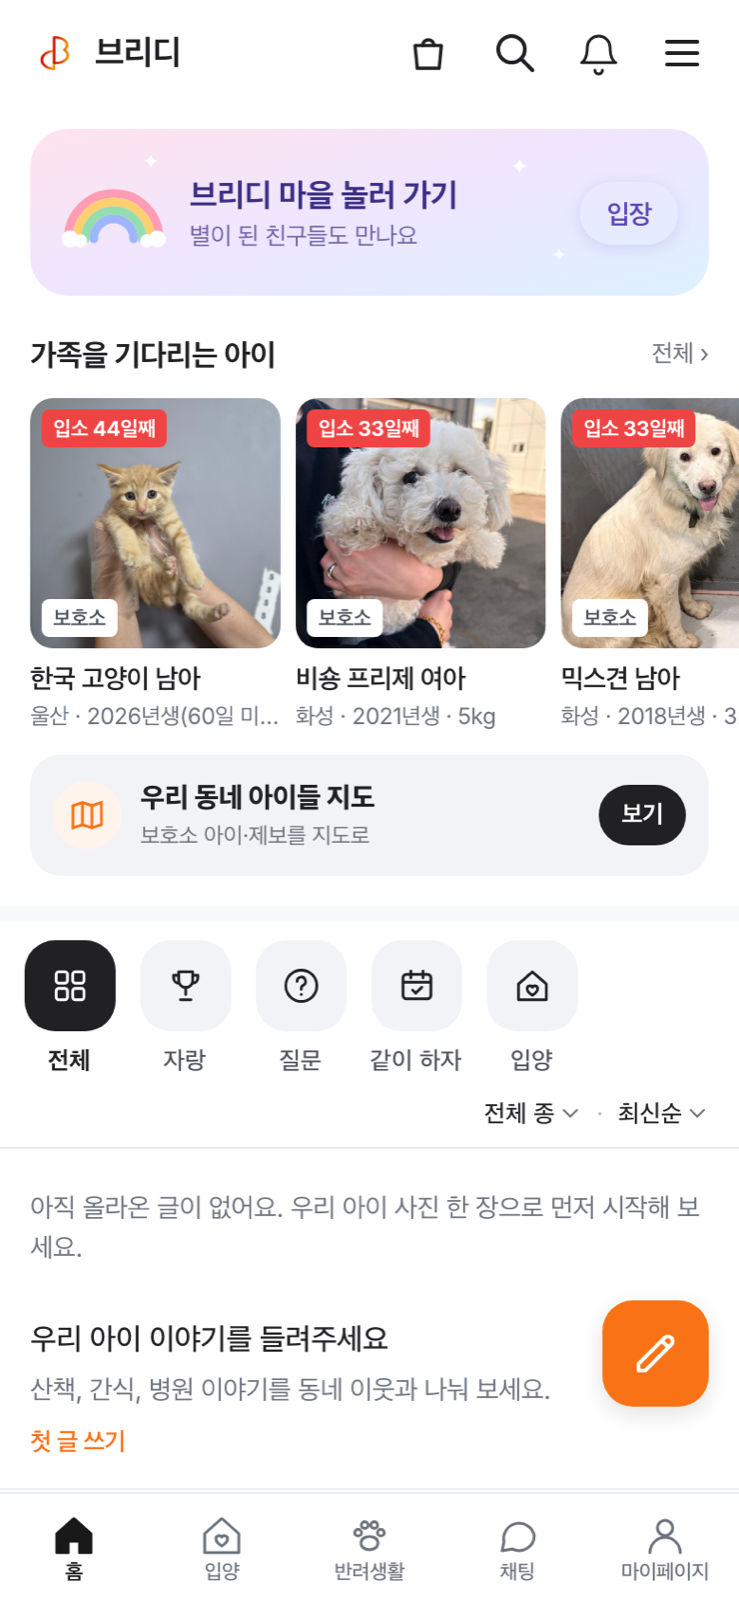 브리디
브리디 마을 놀러 가기
별이 된 친구들도 만나요
입장
가족을 기다리는 아이
전체 ›
입소 44일째
입소 33일째
입소 33일째
보호소
보호소
보호소
한국 고양이 남아
비숑 프리제 여아
믹스견 남아
울산 · 2026년생(60일 미...
화성 · 2021년생 · 5kg
화성 · 2018년생 · 3
우리 동네 아이들 지도
보호소 아이·제보를 지도로
보기
전체
자랑
질문
같이 하자
입양
전체 종 · 최신순
아직 올라온 글이 없어요. 우리 아이 사진 한 장으로 먼저 시작해 보
세요.
우리 아이 이야기를 들려주세요
산책, 간식, 병원 이야기를 동네 이웃과 나눠 보세요.
첫 글 쓰기
홈
입양
반려생활
채팅
마이페이지